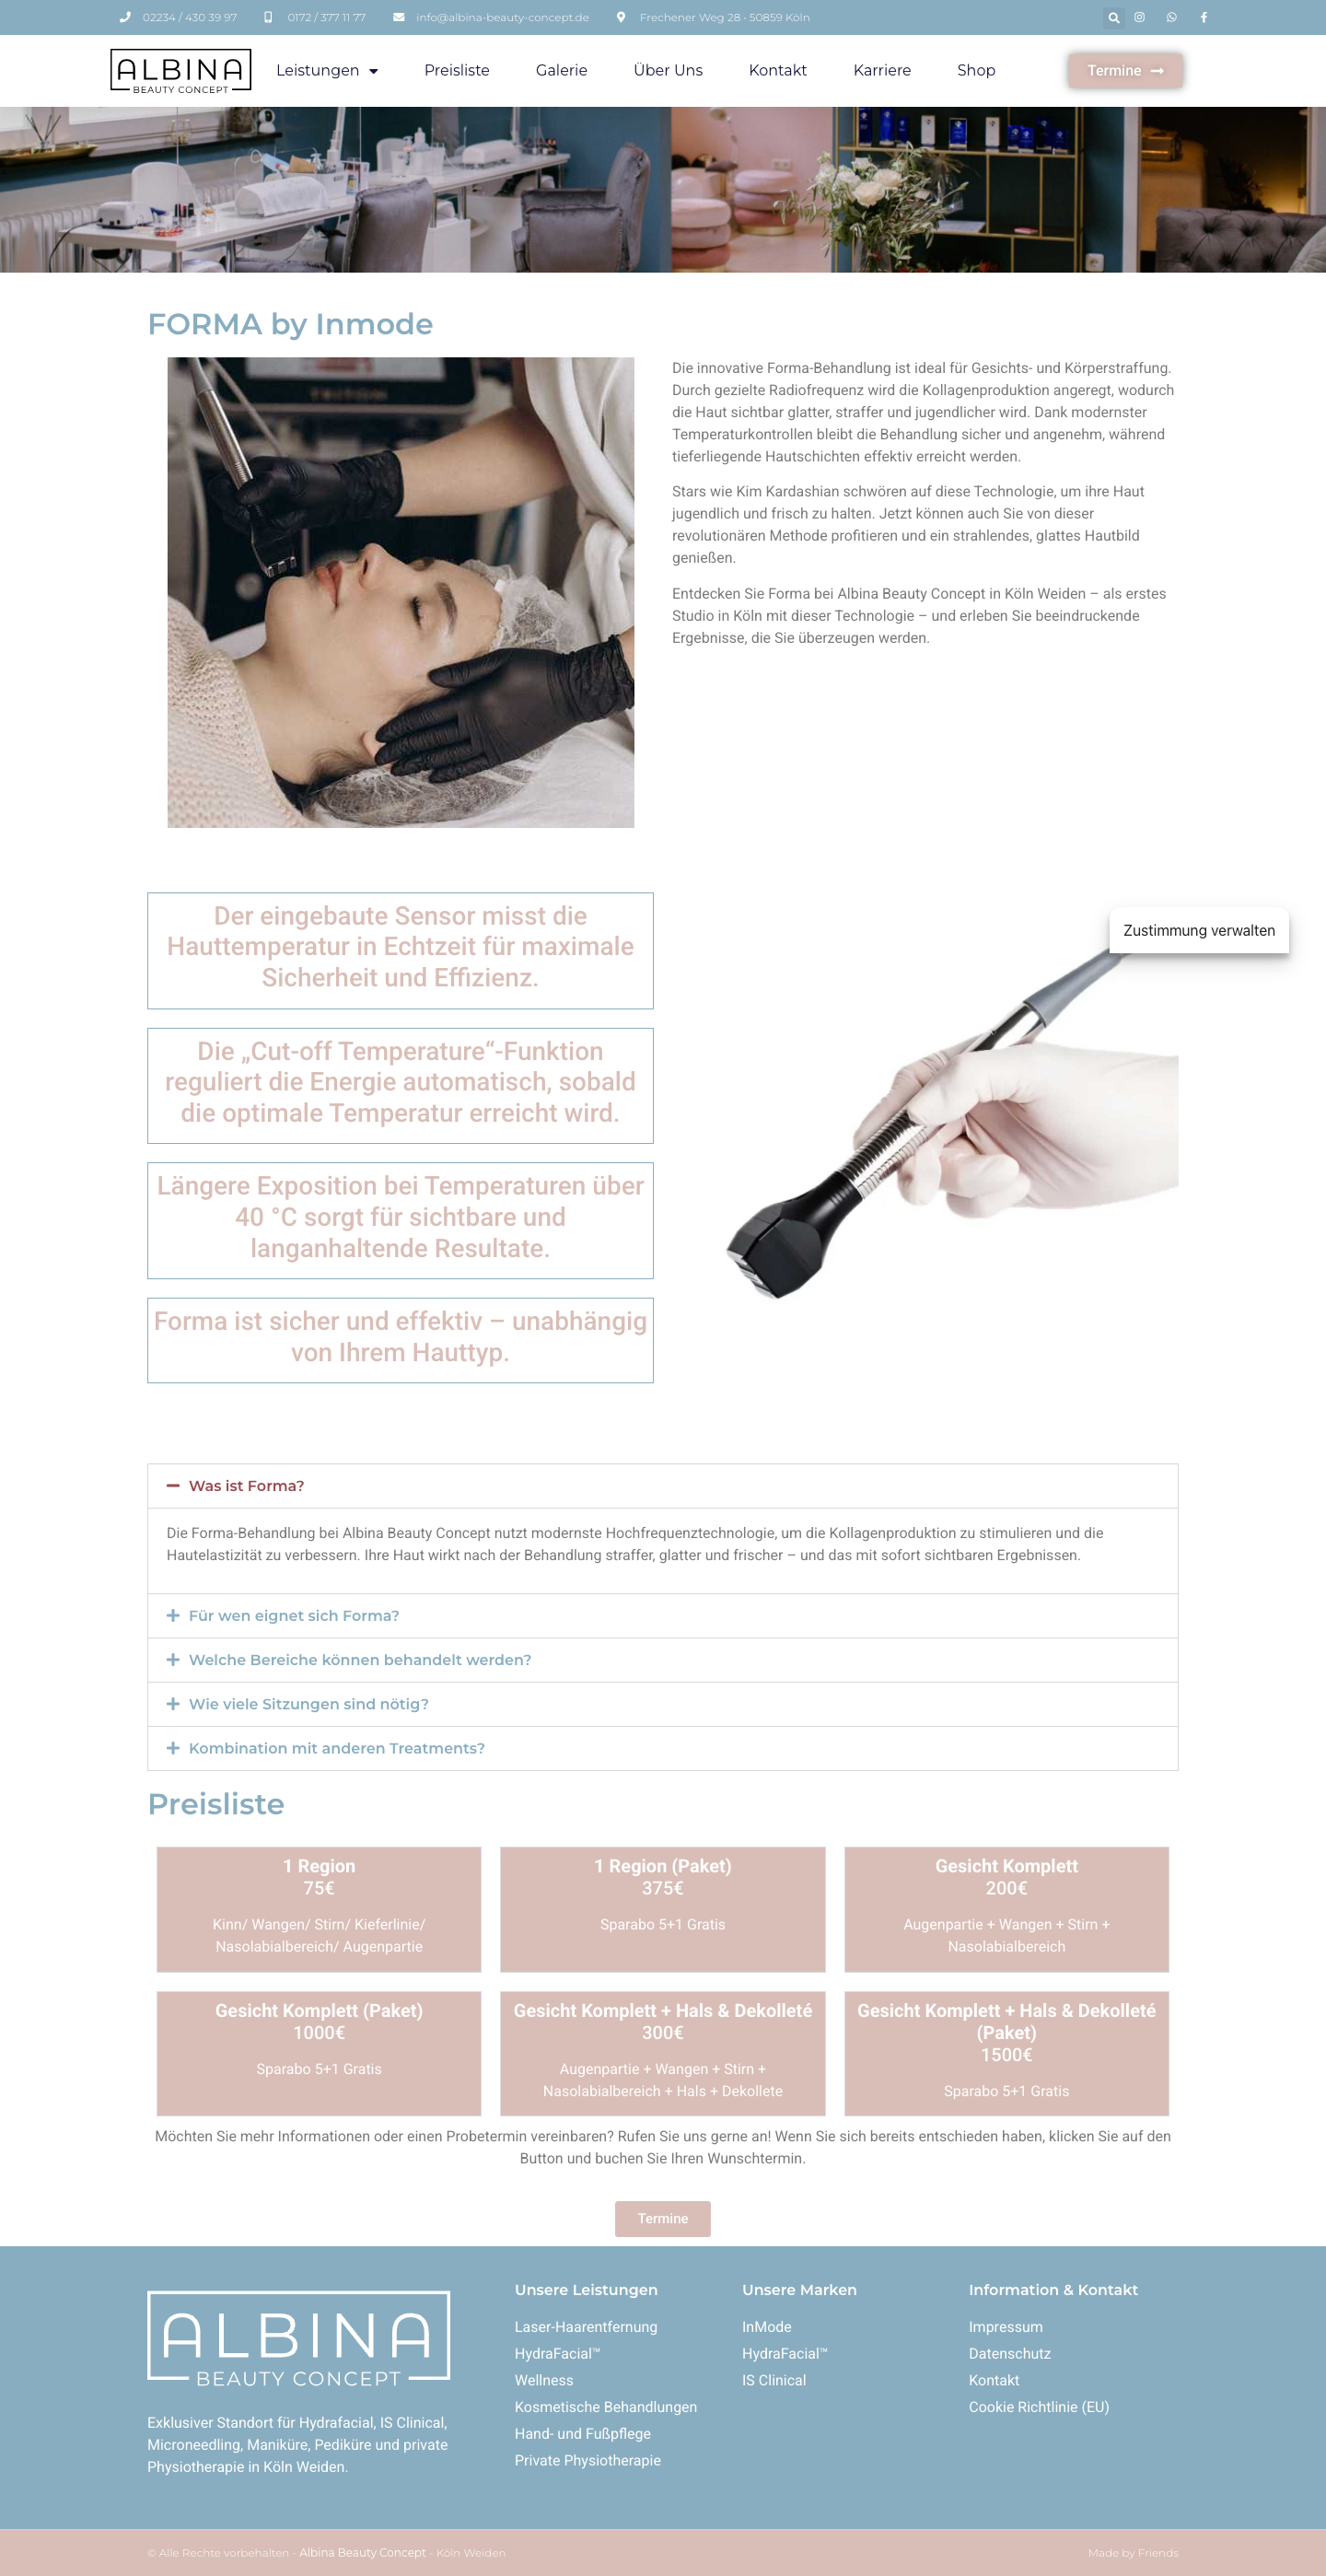 02234 / 430 39 97 0172 / 377 11 77 info@albina-beauty-concept.de Frechener Weg 28 • 50859 Köln
ALBINA
BEAUTY CONCEPT
Leistungen Preisliste Galerie Über Uns Kontakt Karriere Shop Termine
FORMA by Inmode
Die innovative Forma-Behandlung ist ideal für Gesichts- und Körperstraffung.
Durch gezielte Radiofrequenz wird die Kollagenproduktion angeregt, wodurch
die Haut sichtbar glatter, straffer und jugendlicher wird. Dank modernster
Temperaturkontrollen bleibt die Behandlung sicher und angenehm, während
tieferliegende Hautschichten effektiv erreicht werden.
Stars wie Kim Kardashian schwören auf diese Technologie, um ihre Haut
jugendlich und frisch zu halten. Jetzt können auch Sie von dieser
revolutionären Methode profitieren und ein strahlendes, glattes Hautbild
genießen.
Entdecken Sie Forma bei Albina Beauty Concept in Köln Weiden – als erstes
Studio in Köln mit dieser Technologie – und erleben Sie beeindruckende
Ergebnisse, die Sie überzeugen werden.
Der eingebaute Sensor misst die
Hauttemperatur in Echtzeit für maximale
Sicherheit und Effizienz.
Die „Cut-off Temperature“-Funktion
reguliert die Energie automatisch, sobald
die optimale Temperatur erreicht wird.
Längere Exposition bei Temperaturen über
40 °C sorgt für sichtbare und
langanhaltende Resultate.
Forma ist sicher und effektiv – unabhängig
von Ihrem Hauttyp.
Zustimmung verwalten
Was ist Forma?
Die Forma-Behandlung bei Albina Beauty Concept nutzt modernste Hochfrequenztechnologie, um die Kollagenproduktion zu stimulieren und die
Hautelastizität zu verbessern. Ihre Haut wirkt nach der Behandlung straffer, glatter und frischer – und das mit sofort sichtbaren Ergebnissen.
Für wen eignet sich Forma?
Welche Bereiche können behandelt werden?
Wie viele Sitzungen sind nötig?
Kombination mit anderen Treatments?
Preisliste
1 Region
75€
Kinn/ Wangen/ Stirn/ Kieferlinie/
Nasolabialbereich/ Augenpartie
1 Region (Paket)
375€
Sparabo 5+1 Gratis
Gesicht Komplett
200€
Augenpartie + Wangen + Stirn +
Nasolabialbereich
Gesicht Komplett (Paket)
1000€
Sparabo 5+1 Gratis
Gesicht Komplett + Hals & Dekolleté
300€
Augenpartie + Wangen + Stirn +
Nasolabialbereich + Hals + Dekollete
Gesicht Komplett + Hals & Dekolleté
(Paket)
1500€
Sparabo 5+1 Gratis
Möchten Sie mehr Informationen oder einen Probetermin vereinbaren? Rufen Sie uns gerne an! Wenn Sie sich bereits entschieden haben, klicken Sie auf den
Button und buchen Sie Ihren Wunschtermin.
Termine
ALBINA
BEAUTY CONCEPT
Exklusiver Standort für Hydrafacial, IS Clinical,
Microneedling, Maniküre, Pediküre und private
Physiotherapie in Köln Weiden.
Unsere Leistungen
Laser-Haarentfernung
HydraFacial™
Wellness
Kosmetische Behandlungen
Hand- und Fußpflege
Private Physiotherapie
Unsere Marken
InMode
HydraFacial™
IS Clinical
Information & Kontakt
Impressum
Datenschutz
Kontakt
Cookie Richtlinie (EU)
© Alle Rechte vorbehalten - Albina Beauty Concept - Köln Weiden
Made by Friends